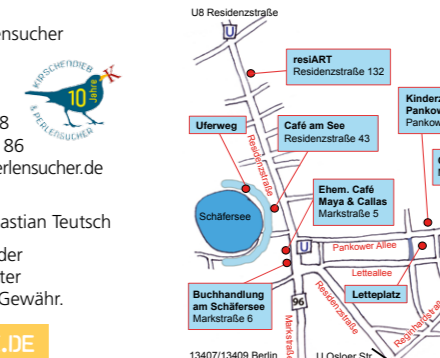 ensucher
KIRSCHENDIEB
& PERLENSUCHER
10 Jahre
K
8
86
erlensucher.de
astian Teutsch
der
ter
Gewähr.
.DE
U8 Residenzstraße
U
resiART
Residenzstraße 132
Kinderz
Pankow
Pankow
Uferweg
Café am See
Residenzstraße 43
Residenzstraße
Ehem. Café
Maya & Callas
Markstraße 5
Schäfersee
U
Pankower Allee
Letteallee
Buchhandlung
am Schäfersee
Markstraße 6
96
Residenzstraße
Letteplatz
Reginhardstraße
Markstraße
13407/13409 Berlin
U Osloer Str.